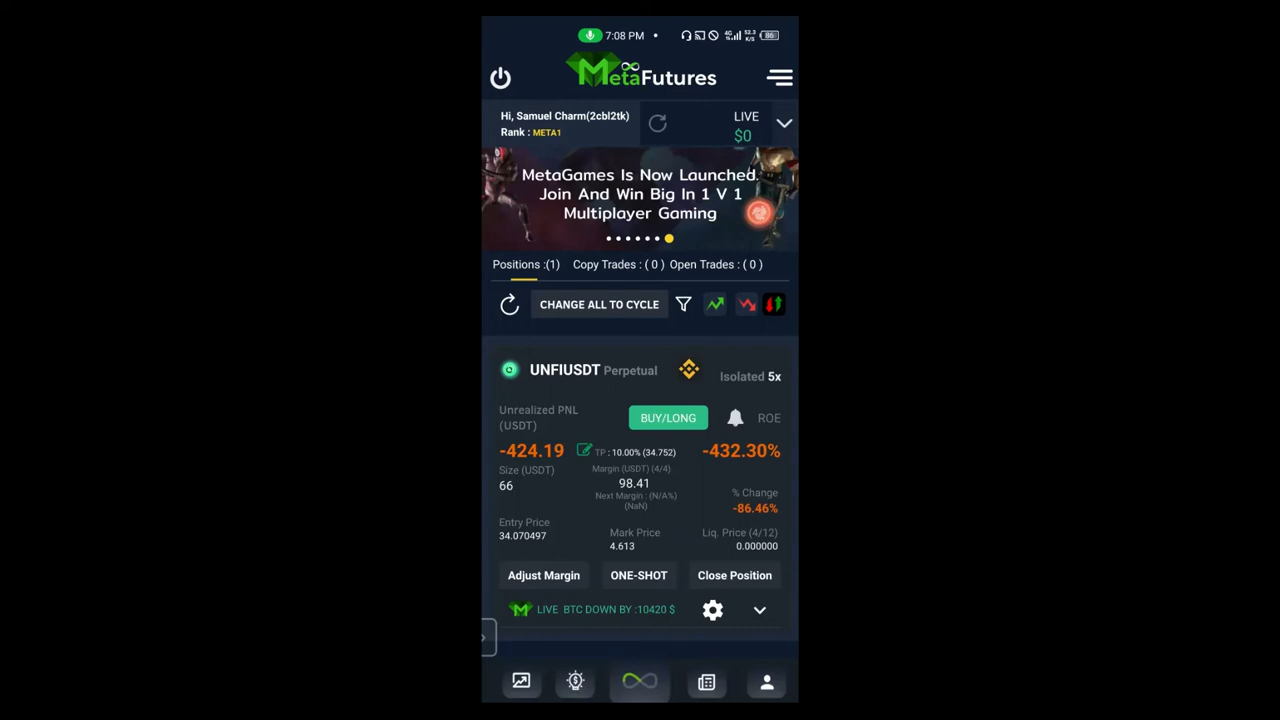 7:08 PM
4G
52.3
K/S
86
MetaFutures
Hi, Samuel Charm(2cbl2tk)
Rank : META1
LIVE
$0
MetaGames Is Now Launched.
Join And Win Big In 1 V 1
Multiplayer Gaming
Positions :(1) Copy Trades : ( 0 ) Open Trades : ( 0 )
CHANGE ALL TO CYCLE
UNFIUSDT Perpetual
Isolated 5x
Unrealized PNL
(USDT)
BUY/LONG
ROE
-424.19
TP : 10.00% (34.752)
-432.30%
Size (USDT)
66
Margin (USDT) (4/4)
98.41
Next Margin : (N/A%)
(NaN)
% Change
-86.46%
Entry Price
34.070497
Mark Price
4.613
Liq. Price (4/12)
0.000000
Adjust Margin
ONE-SHOT
Close Position
LIVE BTC DOWN BY :10420 $